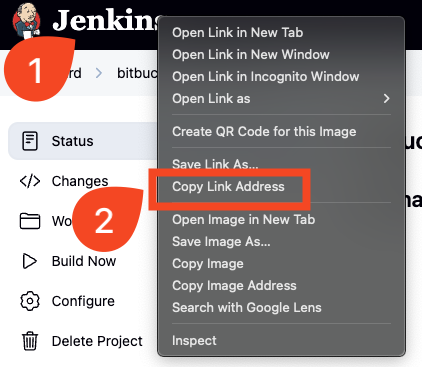 Jenkins
1
rd > bitbuc
Status
Changes
Wo
Build Now
Configure
Delete Project
2
Open Link in New Tab
Open Link in New Window
Open Link in Incognito Window
Open Link as >
Create QR Code for this Image
Save Link As...
Copy Link Address
Open Image in New Tab
Save Image As...
Copy Image
Copy Image Address
Search with Google Lens
Inspect